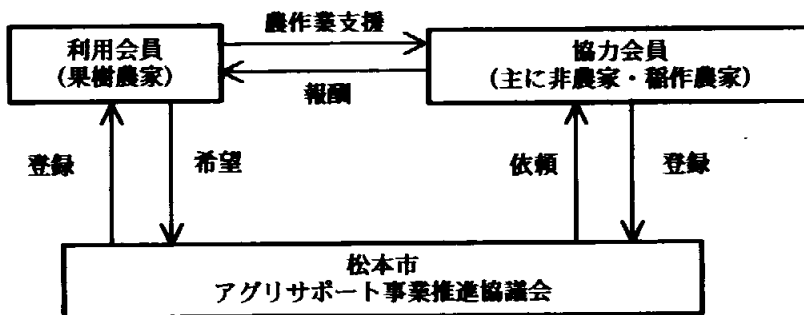 農作業支援
利用会員
(果樹農家)
協力会員
(主に非農家・稲作農家)
報酬
登録
希望
依頼
登録
松本市
アグリサポート事業推進協議会